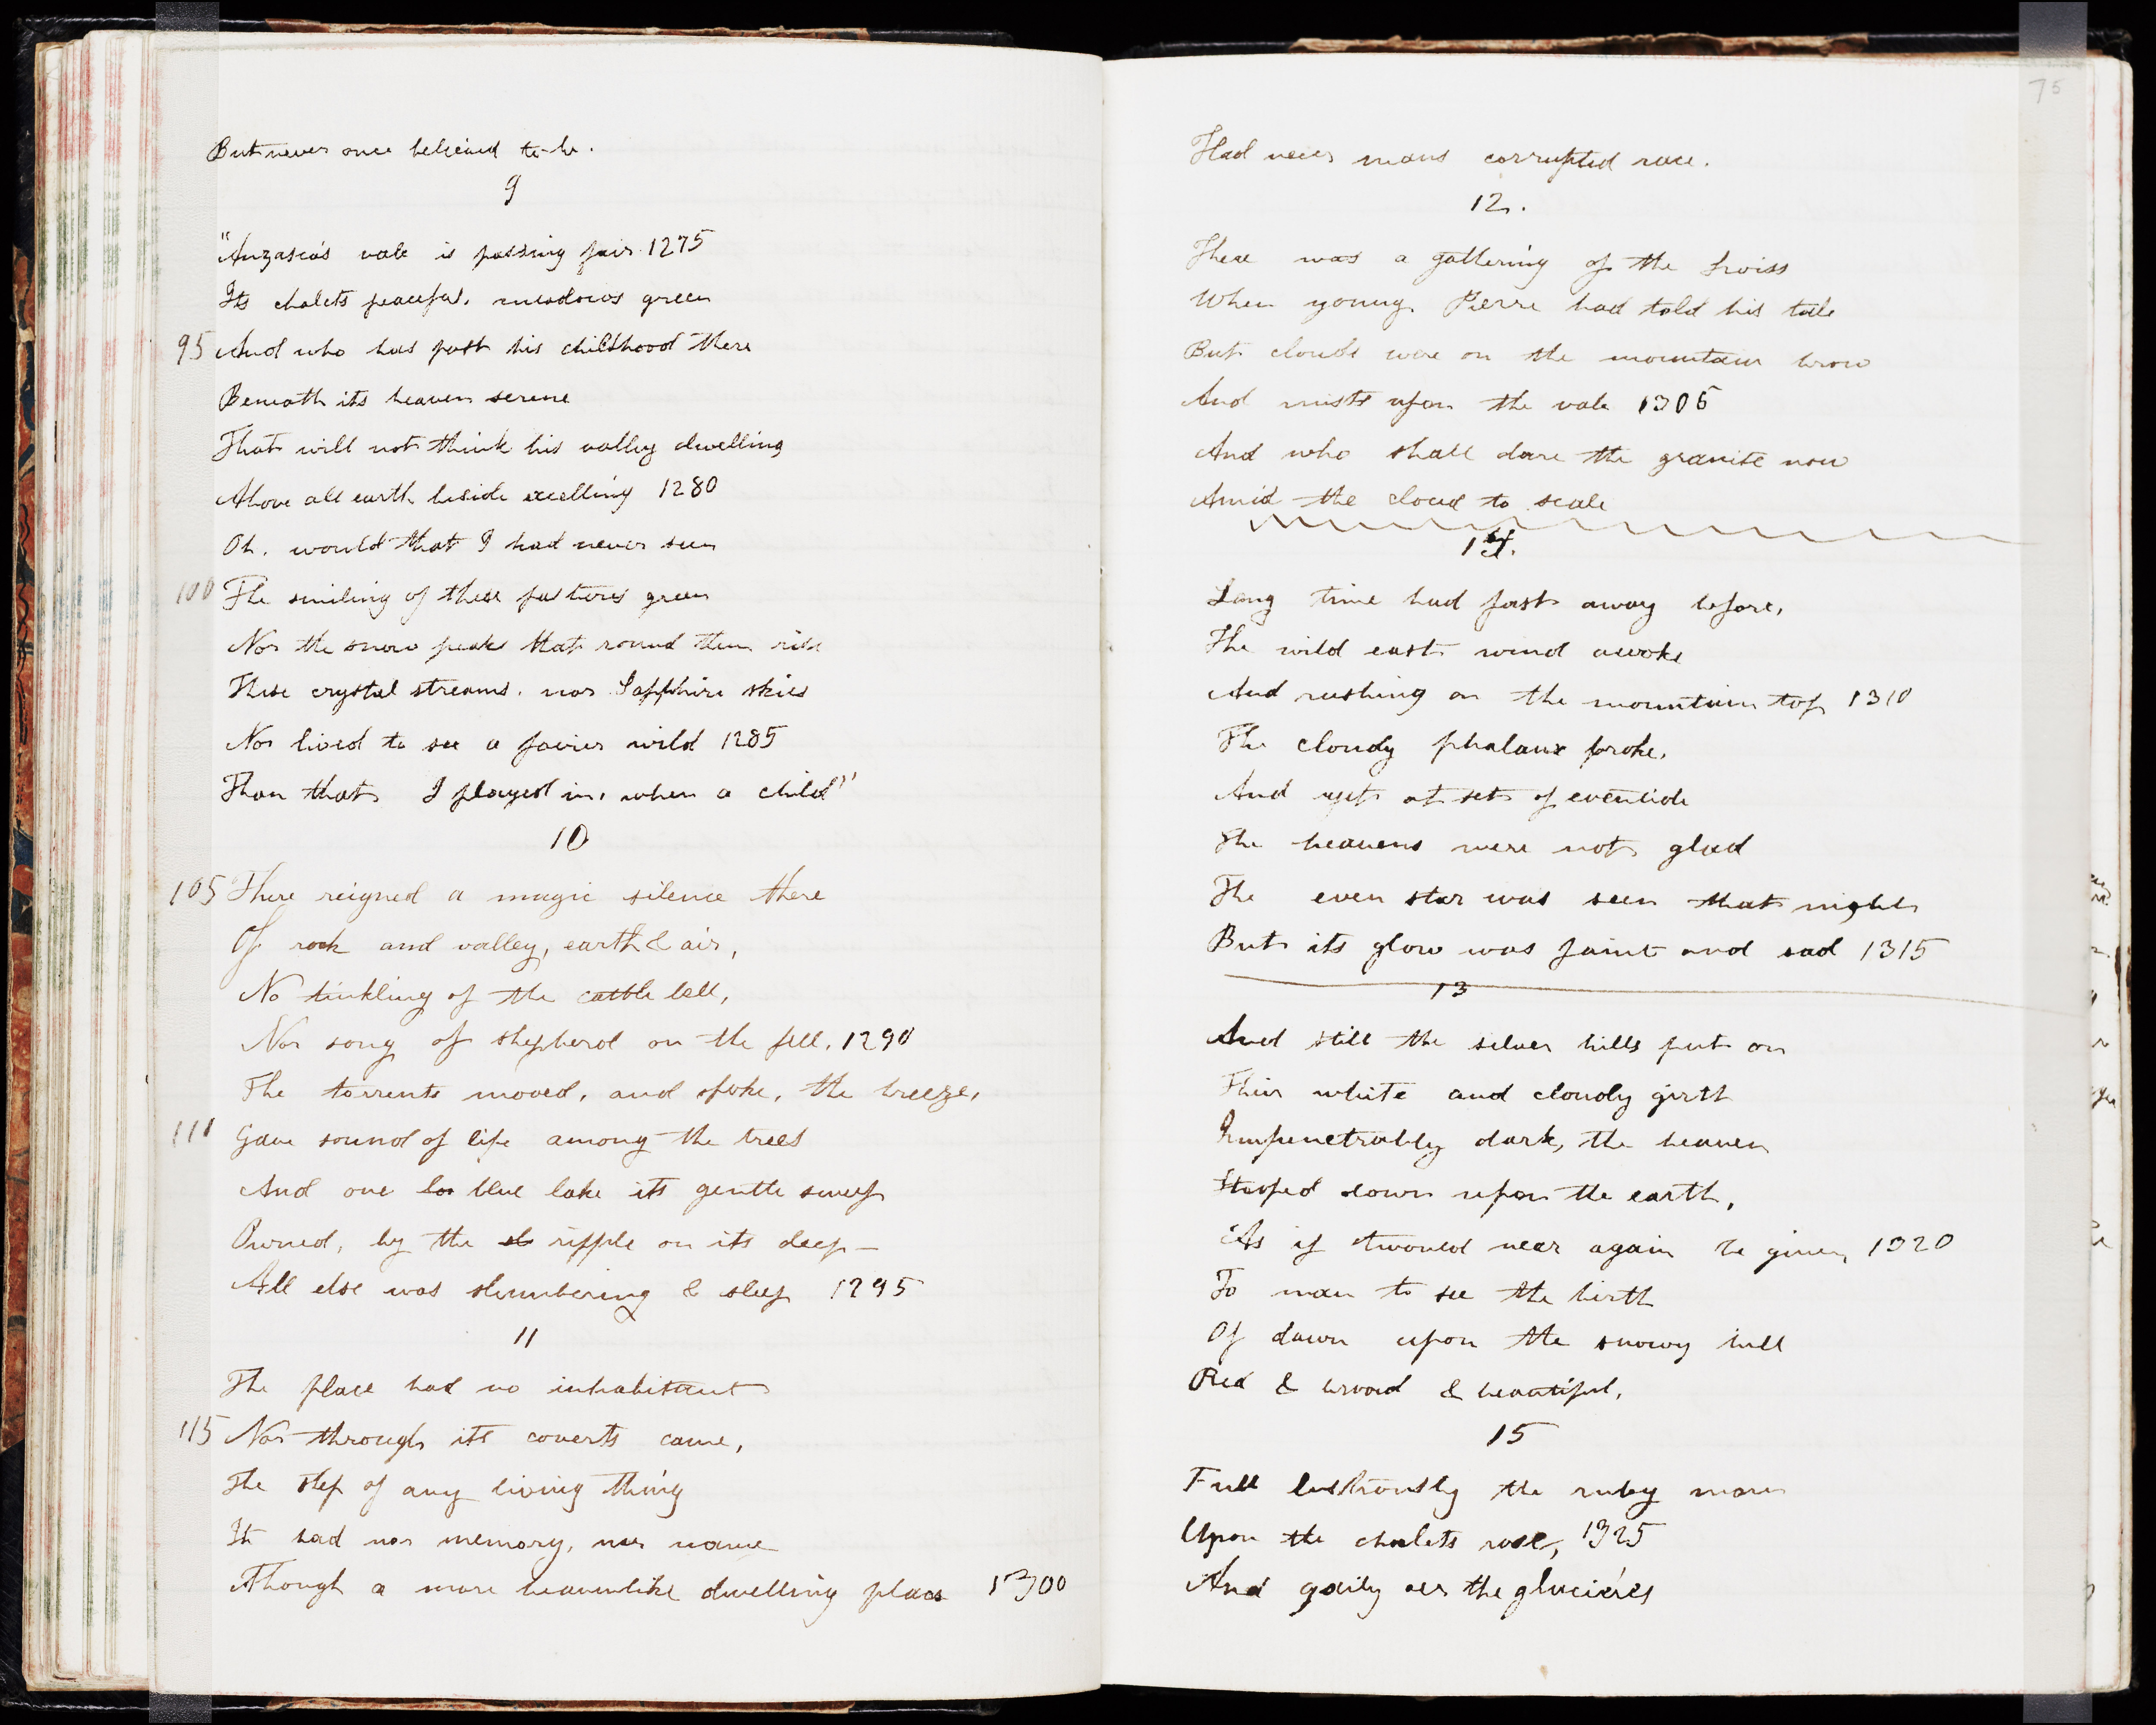 But never once believed to be.
9
"Anzasca's vale is passing fair 1275
Its chalets peaceful. meadows green
95 And who has past his childhood there
Beneath its heaven serene
That will not think his valley dwelling
Above all earth beside excelling 1280
Oh. would that I had never seen
100 The smiling of these pastures green
Nor the snow peaks that round them rise
These crystal streams. nor Sapphire skies
Nor lived to see a fairer wild 1285
Than that I played in, when a child"
10
105 There reigned a magic silence there
Of rock and valley, earth & air,
No tinkling of the cattle bell,
Nor song of shepherd on the fell. 1290
The torrents moved, and spoke, the breeze,
111 Gave sound of life among the trees
And one blue lake its gentle sweep
Owned, by the ripple on its deep —
All else was slumbering & sleep 1295
11
The place had no inhabitant
115 Nor through its coverts came,
The step of any living thing
It had nor memory, nor name
Though a more heavenlike dwelling place 1300
75
Had never mans corrupted race.
12.
There was a gathering of the Swiss
When young Pierre had told his tale
But clouds were on the mountain brow
And mists upon the vale 1305
And who shall dare the granite now
Amid the cloud to scale
14.
Long time had past away before,
The wild east wind awoke
And rushing on the mountain top 1310
The cloudy phalanx broke.
And yet at set of eventide
The heavens were not glad
The even star was seen that night
But its glow was faint and sad 1315
13
And still the silver hills put on
Their white and cloudy girth
Impenetrably dark, the heaven
Stooped down upon the earth,
As if twould neer again be given 1320
To man to see the birth
Of dawn upon the snowy hill
Red & broad & beautiful.
15
Full lustrously the ruby morn
Upon the chalets rose, 1325
And gaily oer the glaciéres